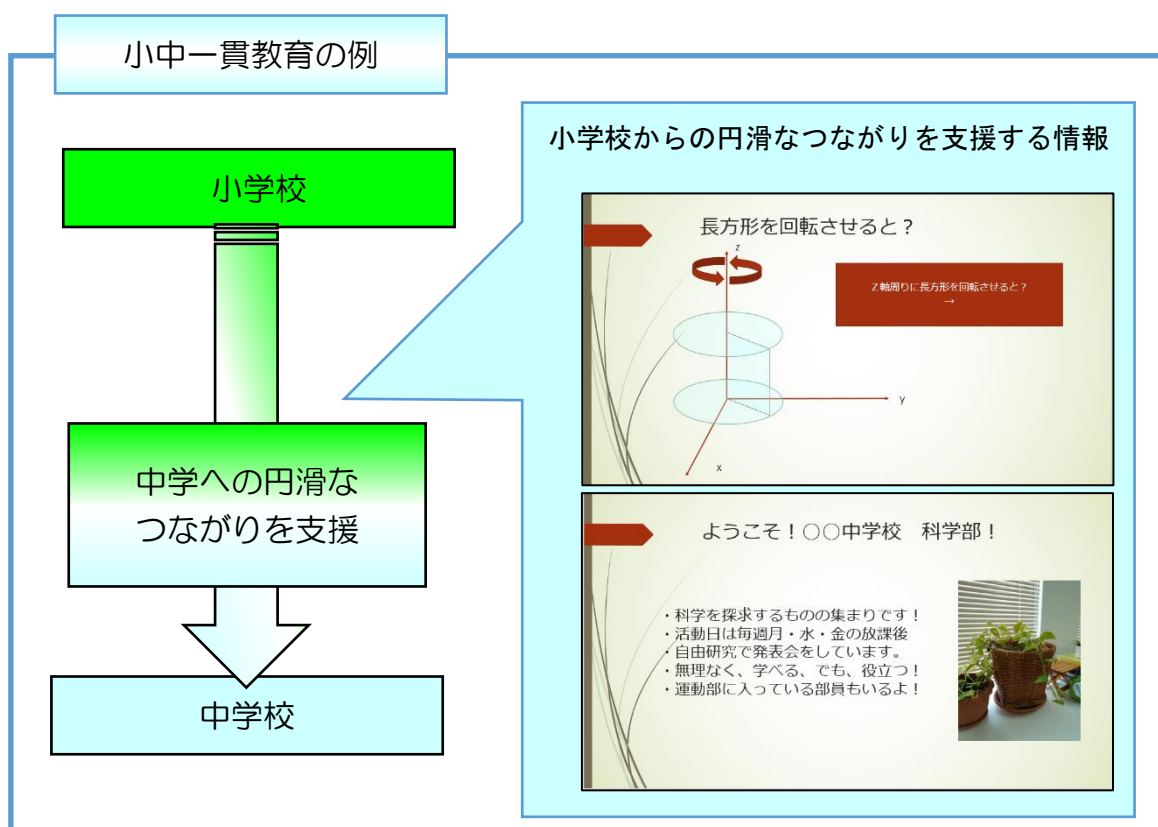 小中一貫教育の例
小学校
中学への円滑な
つながりを支援
中学校
小学校からの円滑なつながりを支援する情報
長方形を回転させると？
z
Z軸周りに長方形を回転させると？
→
y
x
ようこそ！○○中学校　科学部！
・科学を探求するものの集まりです！
・活動日は毎週月・水・金の放課後
・自由研究で発表会をしています。
・無理なく、学べる、でも、役立つ！
・運動部に入っている部員もいるよ！